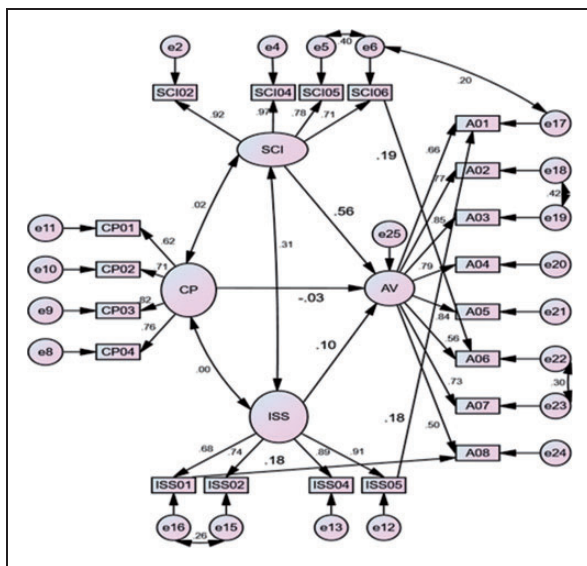 e2 e4 e5 .40 e6
.20
SCI02 SCI04 SCI05 SCI06
.92 .97 .78 .71
A01 e17
SCI
.19
.66
A02 e18
.77
.42
.02 .56
A03 e19
.85
e11 CP01
e25
.31
.62
e10 CP02
.71
.79 A04 e20
CP AV
-.03
e9 CP03
.82
.84 A05 e21
.76
e8 CP04
.56 A06 e22
.10
.00
.73
.30
A07 e23
ISS
.18
.50
.68 .74 .89 .91
.18
A08 e24
ISS01 ISS02 ISS04 ISS05
e16 .26 e15 e13 e12